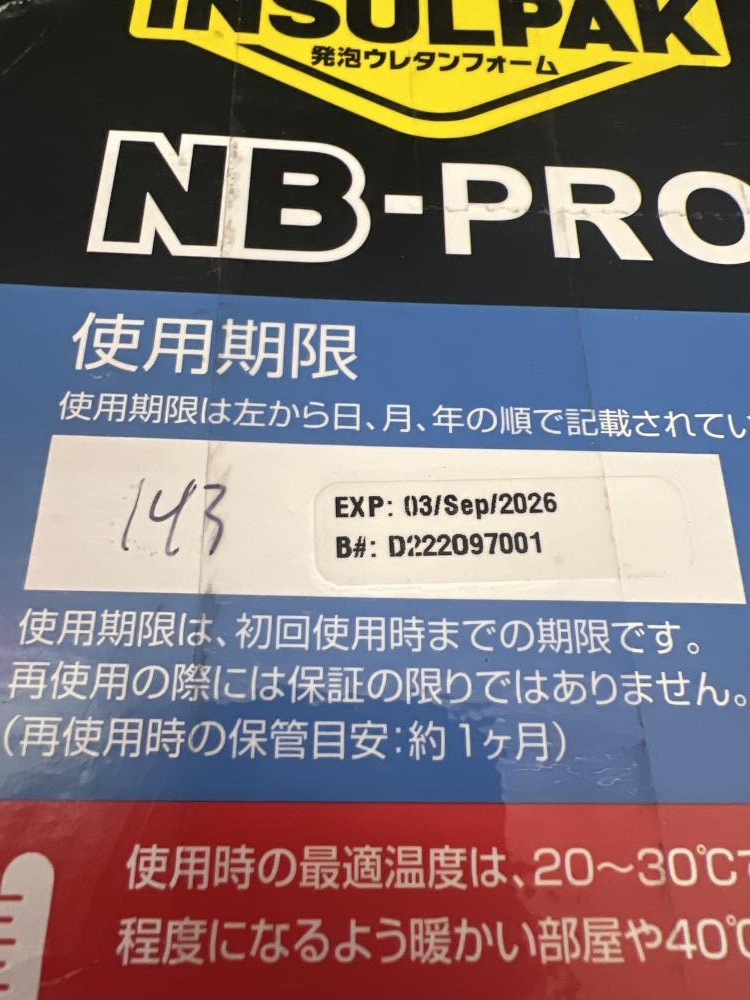 INSULPAK
発泡ウレタンフォーム
NB-PRO
使用期限
使用期限は左から日、月、年の順で記載されてい
143
EXP: 03/Sep/2026
B#: D222097001
使用期限は、初回使用時までの期限です。
再使用の際には保証の限りではありません。
(再使用時の保管目安:約1ヶ月)
使用時の最適温度は、20〜30℃で
程度になるよう暖かい部屋や40℃